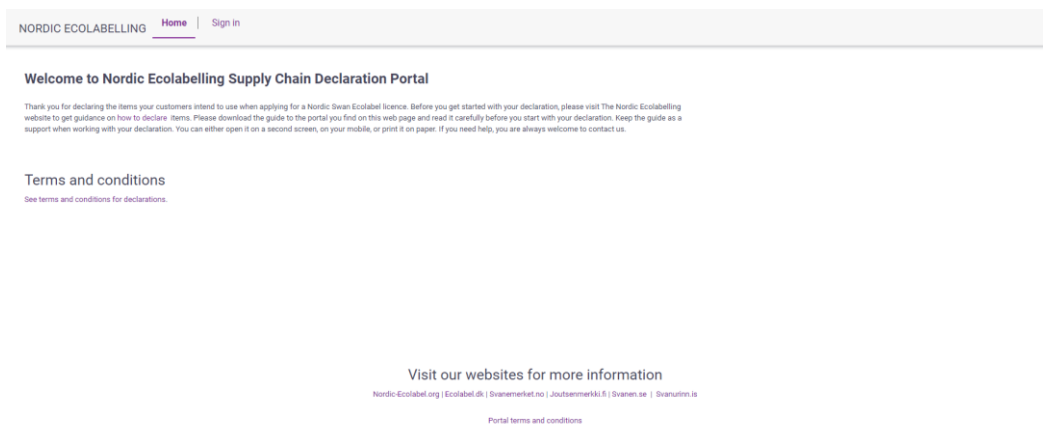 NORDIC ECOLABELLING Home | Sign in
Welcome to Nordic Ecolabelling Supply Chain Declaration Portal
Thank you for declaring the items your customers intend to use when applying for a Nordic Swan Ecolabel licence. Before you get started with your declaration, please visit The Nordic Ecolabelling
website to get guidance on how to declare items. Please download the guide to the portal you find on this web page and read it carefully before you start with your declaration. Keep the guide as a
support when working with your declaration. You can either open it on a second screen, on your mobile, or print it on paper. If you need help, you are always welcome to contact us.
Terms and conditions
See terms and conditions for declarations.
Visit our websites for more information
Nordic-Ecolabel.org | Ecolabel.dk | Svanemerket.no | Joutsenmerkki.fi | Svanen.se | Svanurinn.is
Portal terms and conditions